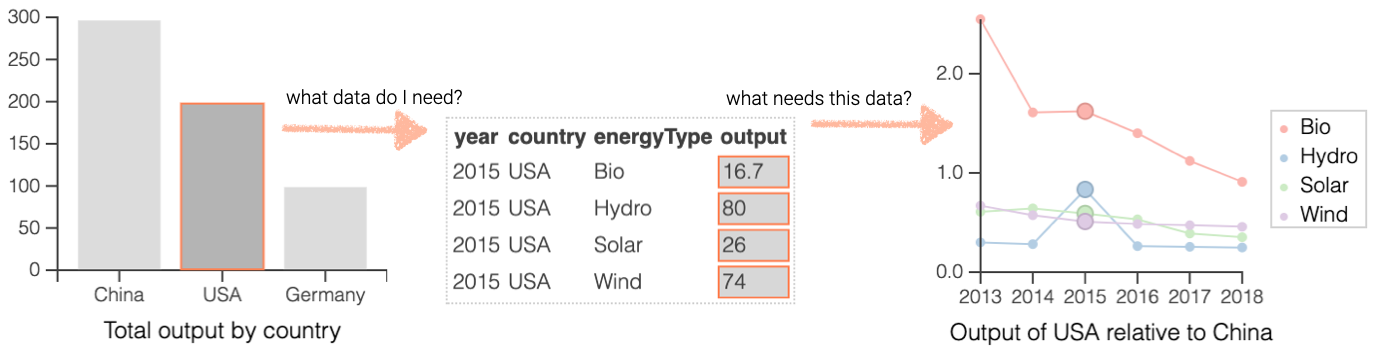 300
250
200
150
100
50
0
China USA Germany
Total output by country
what data do I need?
year country energyType output
2015 USA Bio 16.7
2015 USA Hydro 80
2015 USA Solar 26
2015 USA Wind 74
what needs this data?
2.0
1.0
0.0
2013 2014 2015 2016 2017 2018
Output of USA relative to China
Bio
Hydro
Solar
Wind